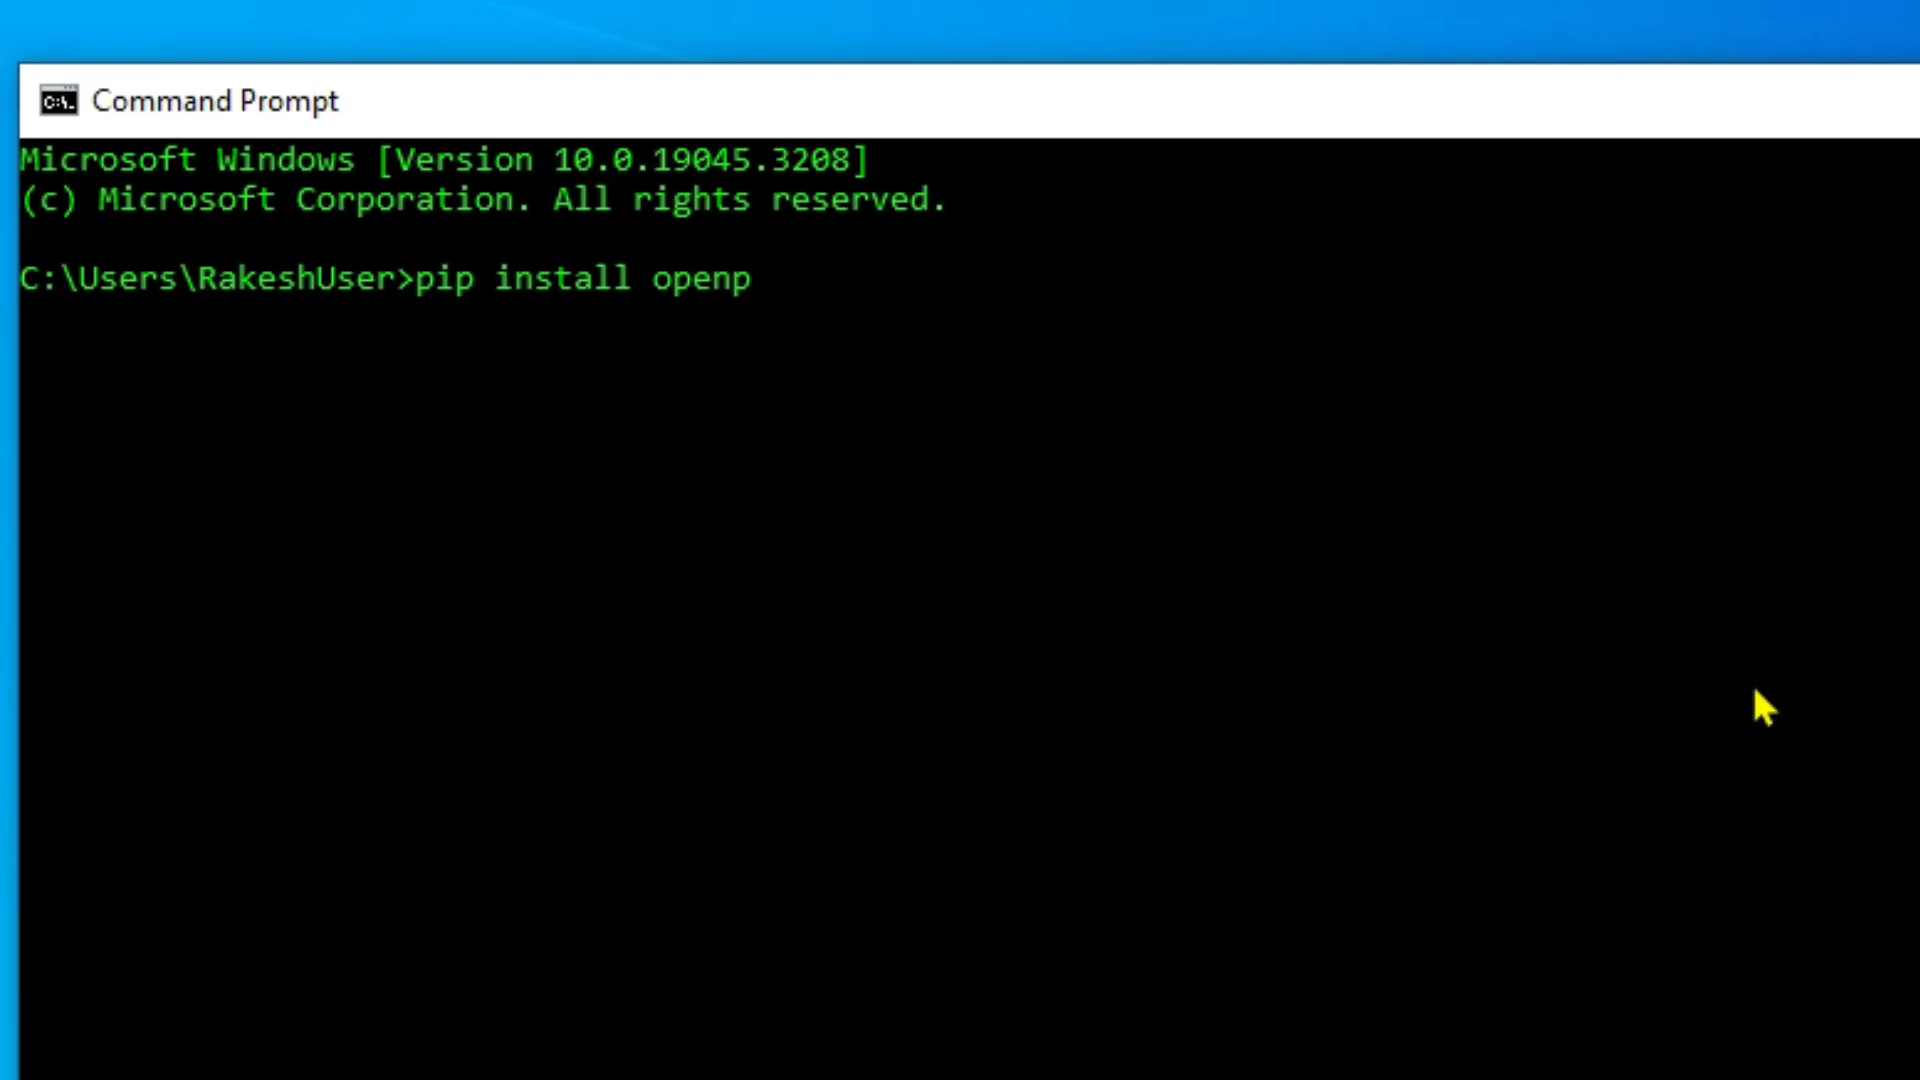 Command Prompt
Microsoft Windows [Version 10.0.19045.3208]
(c) Microsoft Corporation. All rights reserved.
C:\Users\RakeshUser>pip install openp